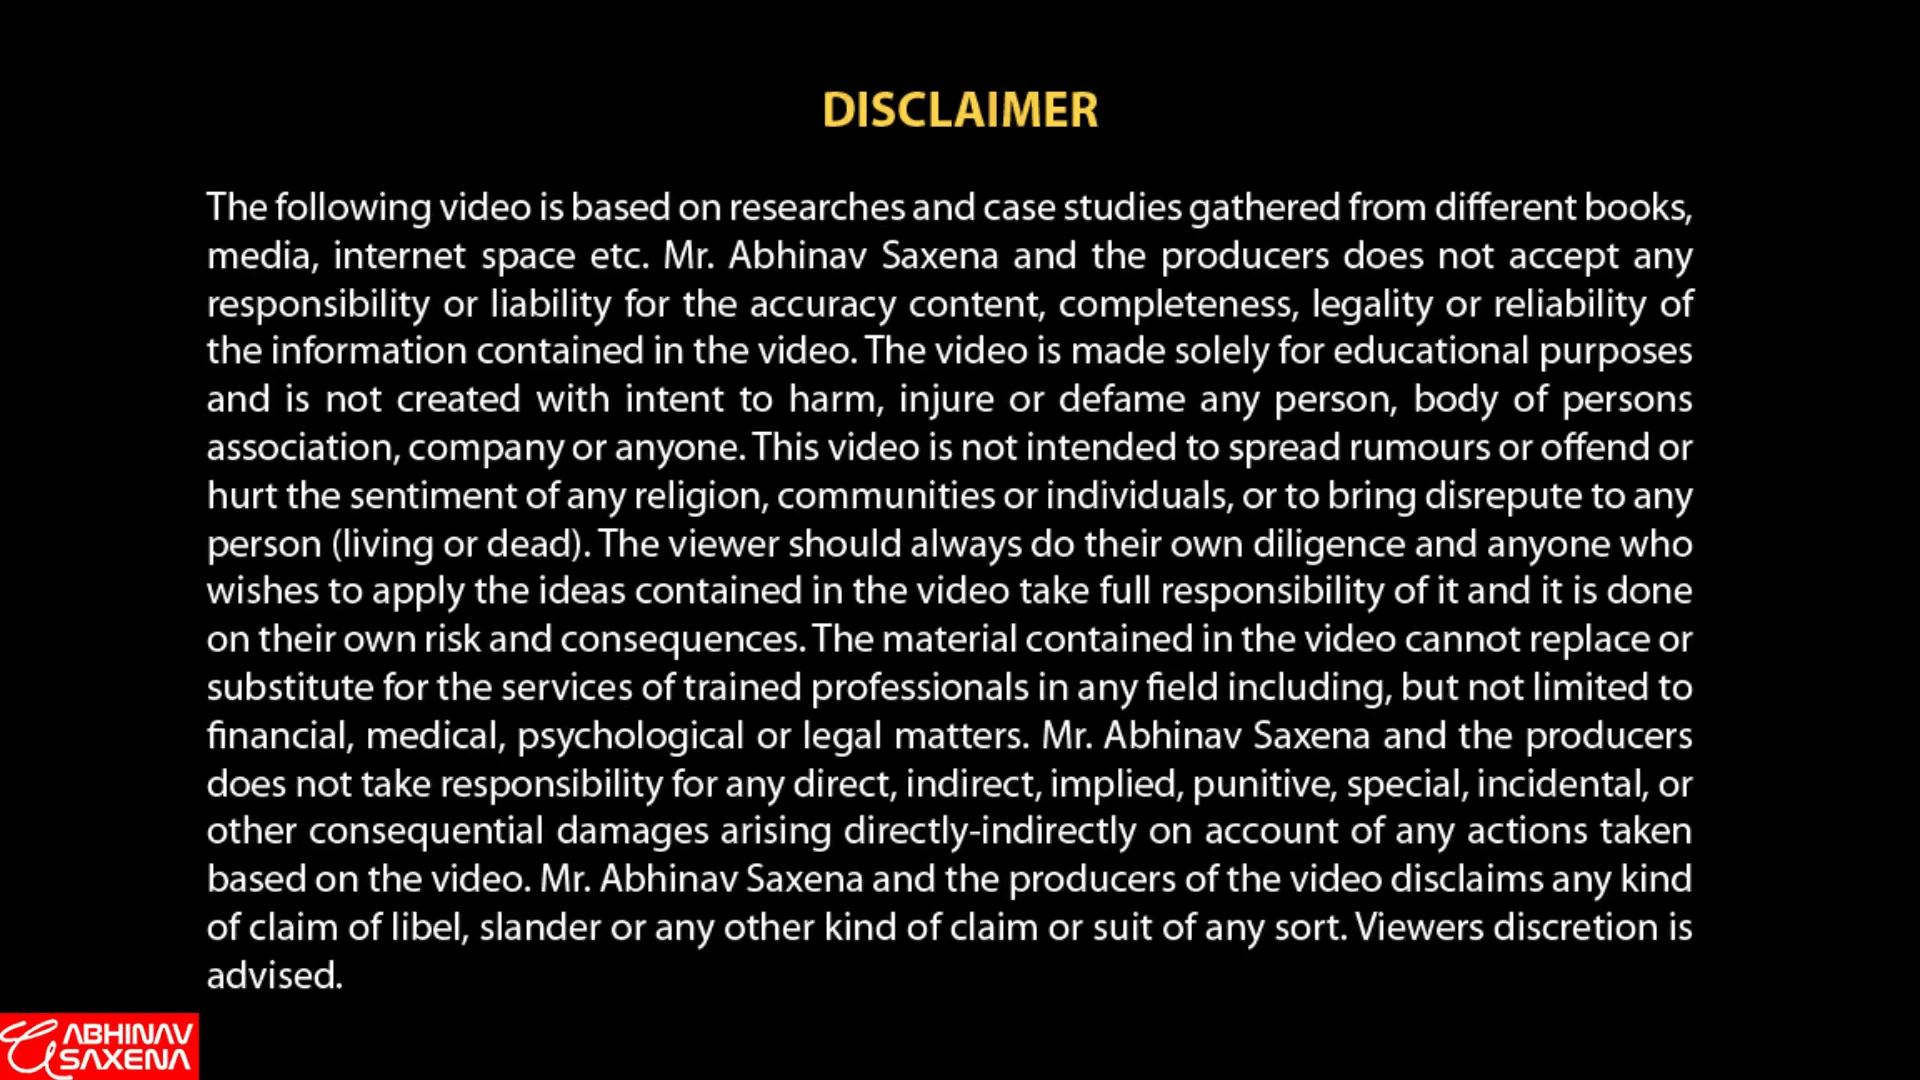 DISCLAIMER
The following video is based on researches and case studies gathered from different books,
media, internet space etc. Mr. Abhinav Saxena and the producers does not accept any
responsibility or liability for the accuracy content, completeness, legality or reliability of
the information contained in the video. The video is made solely for educational purposes
and is not created with intent to harm, injure or defame any person, body of persons
association, company or anyone. This video is not intended to spread rumours or offend or
hurt the sentiment of any religion, communities or individuals, or to bring disrepute to any
person (living or dead). The viewer should always do their own diligence and anyone who
wishes to apply the ideas contained in the video take full responsibility of it and it is done
on their own risk and consequences. The material contained in the video cannot replace or
substitute for the services of trained professionals in any field including, but not limited to
financial, medical, psychological or legal matters. Mr. Abhinav Saxena and the producers
does not take responsibility for any direct, indirect, implied, punitive, special, incidental, or
other consequential damages arising directly-indirectly on account of any actions taken
based on the video. Mr. Abhinav Saxena and the producers of the video disclaims any kind
of claim of libel, slander or any other kind of claim or suit of any sort. Viewers discretion is
advised.
ABHINAV
SAXENA